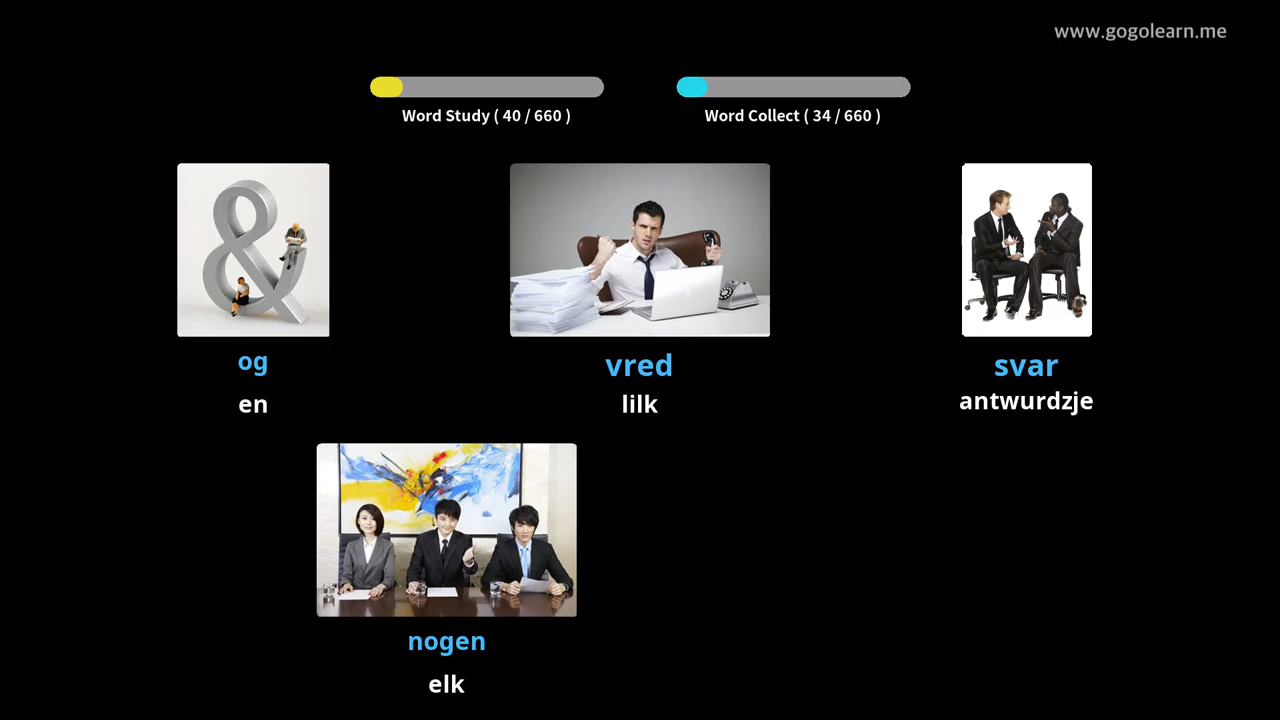 www.gogolearn.me
Word Study ( 40 / 660 )
Word Collect ( 34 / 660 )
&
og
vred
svar
en
lilk
antwurdzje
nogen
elk